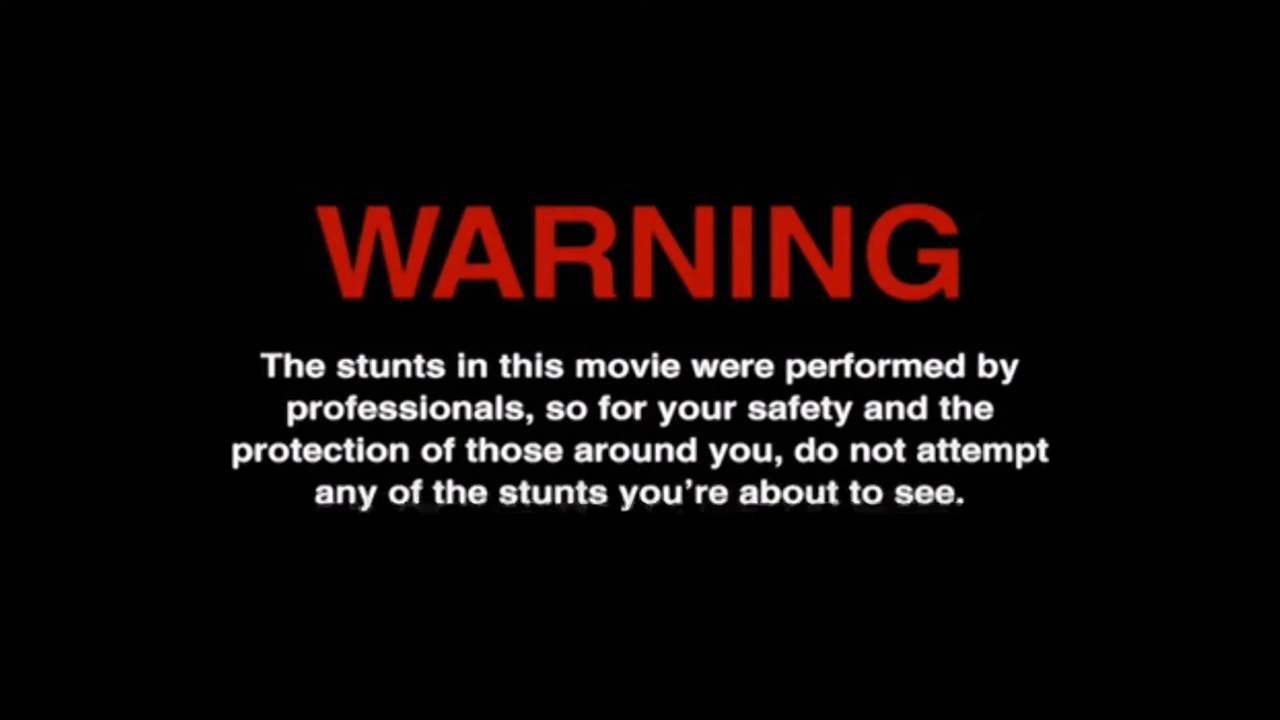 WARNING
The stunts in this movie were performed by
professionals, so for your safety and the
protection of those around you, do not attempt
any of the stunts you’re about to see.